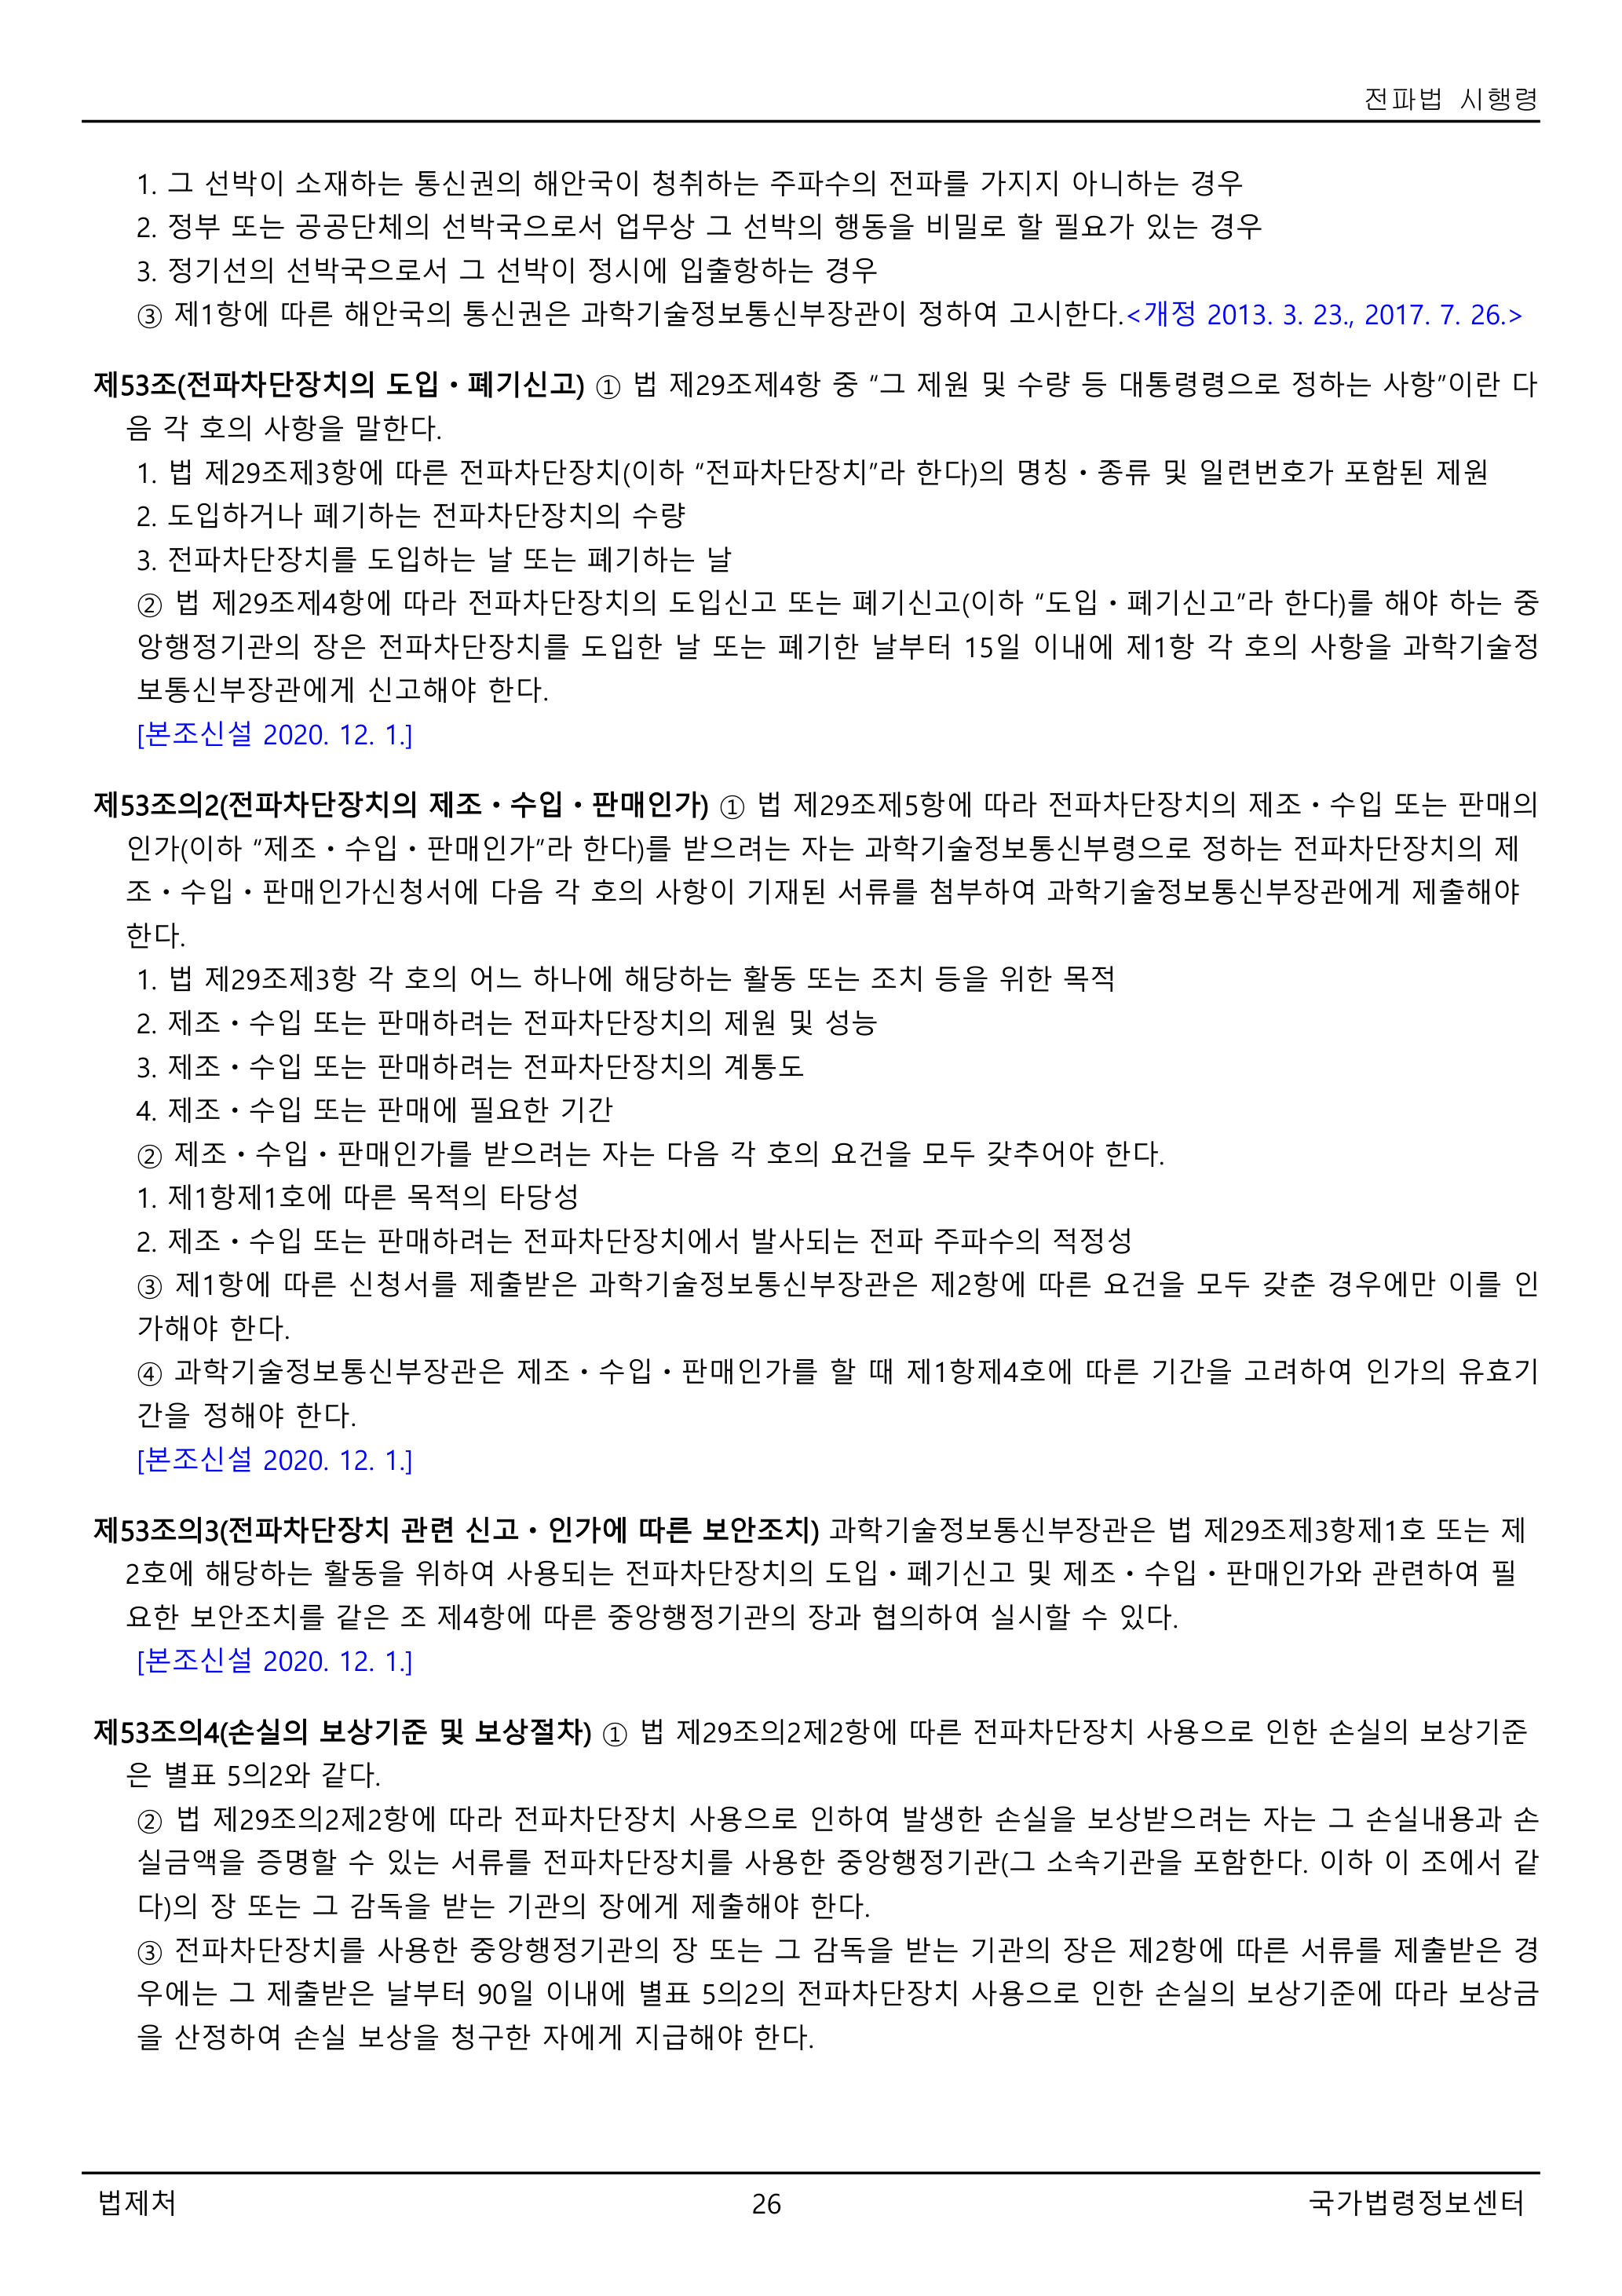 전파법 시행령
1. 그 선박이 소재하는 통신권의 해안국이 청취하는 주파수의 전파를 가지지 아니하는 경우
2. 정부 또는 공공단체의 선박국으로서 업무상 그 선박의 행동을 비밀로 할 필요가 있는 경우
3. 정기선의 선박국으로서 그 선박이 정시에 입출항하는 경우
③ 제1항에 따른 해안국의 통신권은 과학기술정보통신부장관이 정하여 고시한다.<개정 2013. 3. 23., 2017. 7. 26.>
제53조(전파차단장치의 도입ㆍ폐기신고) ① 법 제29조제4항 중 “그 제원 및 수량 등 대통령령으로 정하는 사항”이란 다
음 각 호의 사항을 말한다.
1. 법 제29조제3항에 따른 전파차단장치(이하 “전파차단장치”라 한다)의 명칭ㆍ종류 및 일련번호가 포함된 제원
2. 도입하거나 폐기하는 전파차단장치의 수량
3. 전파차단장치를 도입하는 날 또는 폐기하는 날
② 법 제29조제4항에 따라 전파차단장치의 도입신고 또는 폐기신고(이하 “도입ㆍ폐기신고”라 한다)를 해야 하는 중
앙행정기관의 장은 전파차단장치를 도입한 날 또는 폐기한 날부터 15일 이내에 제1항 각 호의 사항을 과학기술정
보통신부장관에게 신고해야 한다.
[본조신설 2020. 12. 1.]
제53조의2(전파차단장치의 제조ㆍ수입ㆍ판매인가) ① 법 제29조제5항에 따라 전파차단장치의 제조ㆍ수입 또는 판매의
인가(이하 “제조ㆍ수입ㆍ판매인가”라 한다)를 받으려는 자는 과학기술정보통신부령으로 정하는 전파차단장치의 제
조ㆍ수입ㆍ판매인가신청서에 다음 각 호의 사항이 기재된 서류를 첨부하여 과학기술정보통신부장관에게 제출해야
한다.
1. 법 제29조제3항 각 호의 어느 하나에 해당하는 활동 또는 조치 등을 위한 목적
2. 제조ㆍ수입 또는 판매하려는 전파차단장치의 제원 및 성능
3. 제조ㆍ수입 또는 판매하려는 전파차단장치의 계통도
4. 제조ㆍ수입 또는 판매에 필요한 기간
② 제조ㆍ수입ㆍ판매인가를 받으려는 자는 다음 각 호의 요건을 모두 갖추어야 한다.
1. 제1항제1호에 따른 목적의 타당성
2. 제조ㆍ수입 또는 판매하려는 전파차단장치에서 발사되는 전파 주파수의 적정성
③ 제1항에 따른 신청서를 제출받은 과학기술정보통신부장관은 제2항에 따른 요건을 모두 갖춘 경우에만 이를 인
가해야 한다.
④ 과학기술정보통신부장관은 제조ㆍ수입ㆍ판매인가를 할 때 제1항제4호에 따른 기간을 고려하여 인가의 유효기
간을 정해야 한다.
[본조신설 2020. 12. 1.]
제53조의3(전파차단장치 관련 신고ㆍ인가에 따른 보안조치) 과학기술정보통신부장관은 법 제29조제3항제1호 또는 제
2호에 해당하는 활동을 위하여 사용되는 전파차단장치의 도입ㆍ폐기신고 및 제조ㆍ수입ㆍ판매인가와 관련하여 필
요한 보안조치를 같은 조 제4항에 따른 중앙행정기관의 장과 협의하여 실시할 수 있다.
[본조신설 2020. 12. 1.]
제53조의4(손실의 보상기준 및 보상절차) ① 법 제29조의2제2항에 따른 전파차단장치 사용으로 인한 손실의 보상기준
은 별표 5의2와 같다.
② 법 제29조의2제2항에 따라 전파차단장치 사용으로 인하여 발생한 손실을 보상받으려는 자는 그 손실내용과 손
실금액을 증명할 수 있는 서류를 전파차단장치를 사용한 중앙행정기관(그 소속기관을 포함한다. 이하 이 조에서 같
다)의 장 또는 그 감독을 받는 기관의 장에게 제출해야 한다.
③ 전파차단장치를 사용한 중앙행정기관의 장 또는 그 감독을 받는 기관의 장은 제2항에 따른 서류를 제출받은 경
우에는 그 제출받은 날부터 90일 이내에 별표 5의2의 전파차단장치 사용으로 인한 손실의 보상기준에 따라 보상금
을 산정하여 손실 보상을 청구한 자에게 지급해야 한다.
법제처 26 국가법령정보센터